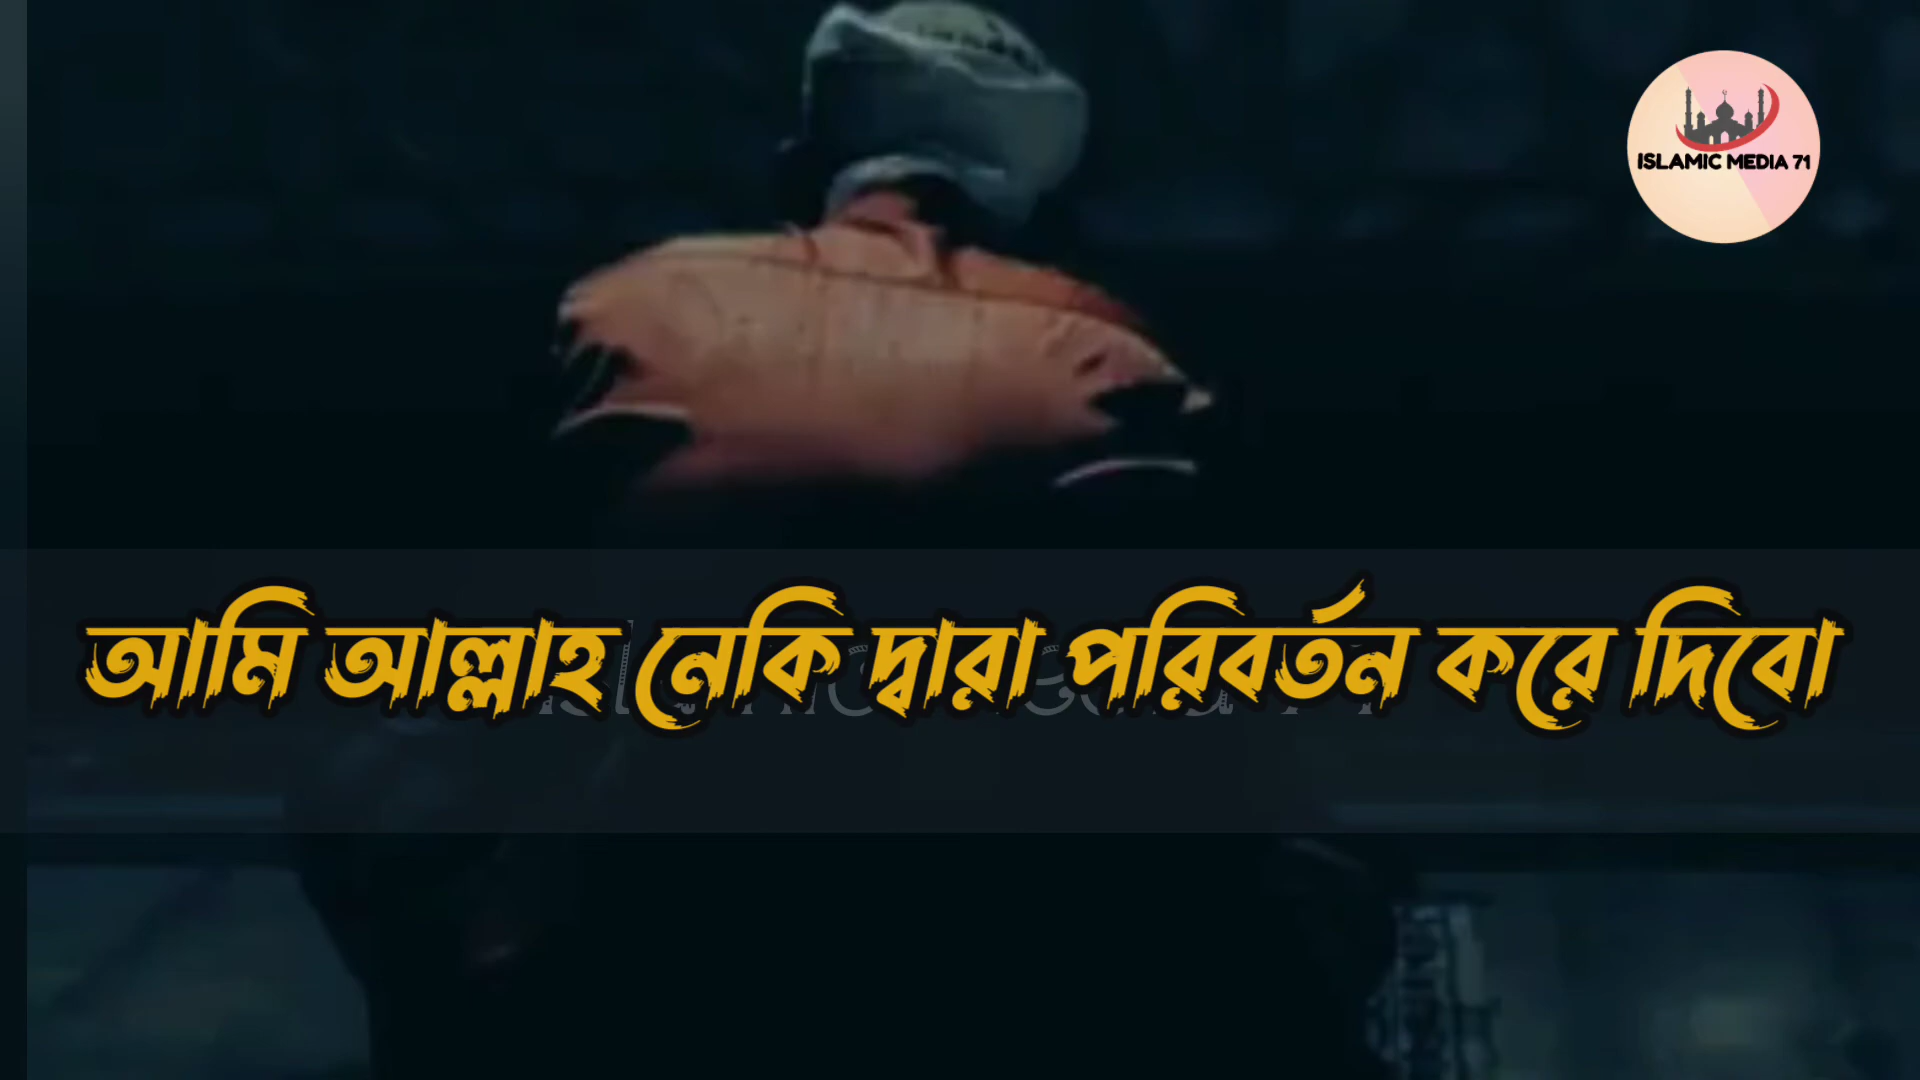 ISLAMIC MEDIA 71
আমি আল্লাহ নেকি দ্বারা পরিবর্তন করে দিবো